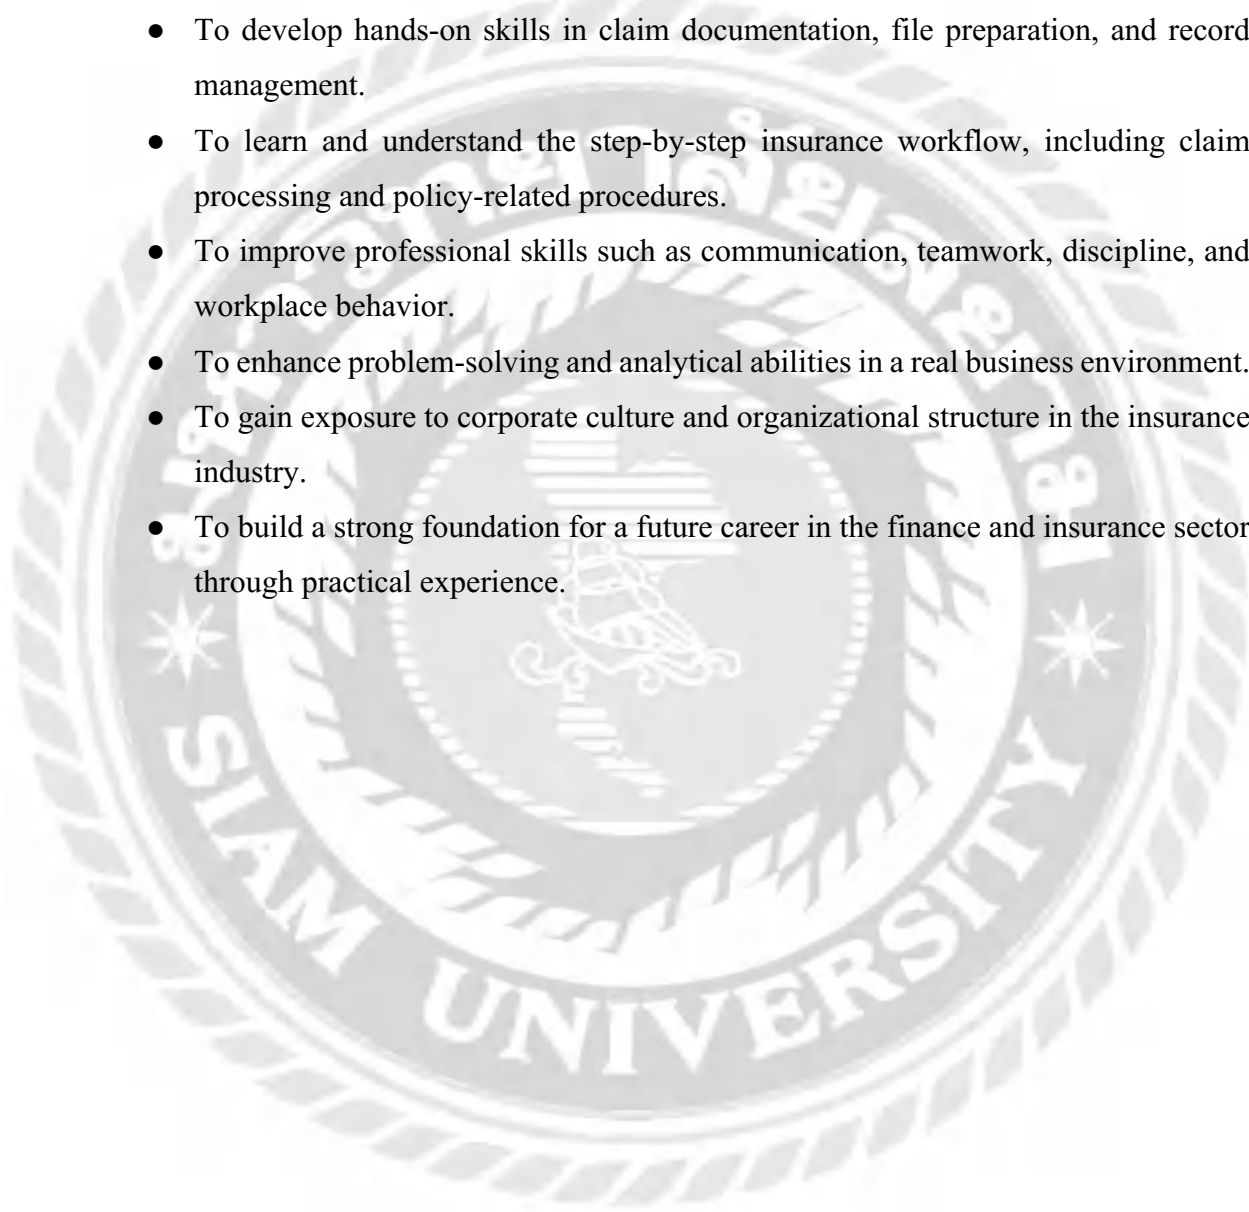 ● To develop hands-on skills in claim documentation, file preparation, and record
management.
● To learn and understand the step-by-step insurance workflow, including claim
processing and policy-related procedures.
● To improve professional skills such as communication, teamwork, discipline, and
workplace behavior.
● To enhance problem-solving and analytical abilities in a real business environment.
● To gain exposure to corporate culture and organizational structure in the insurance
industry.
● To build a strong foundation for a future career in the finance and insurance sector
through practical experience.
SIAM UNIVERSITY